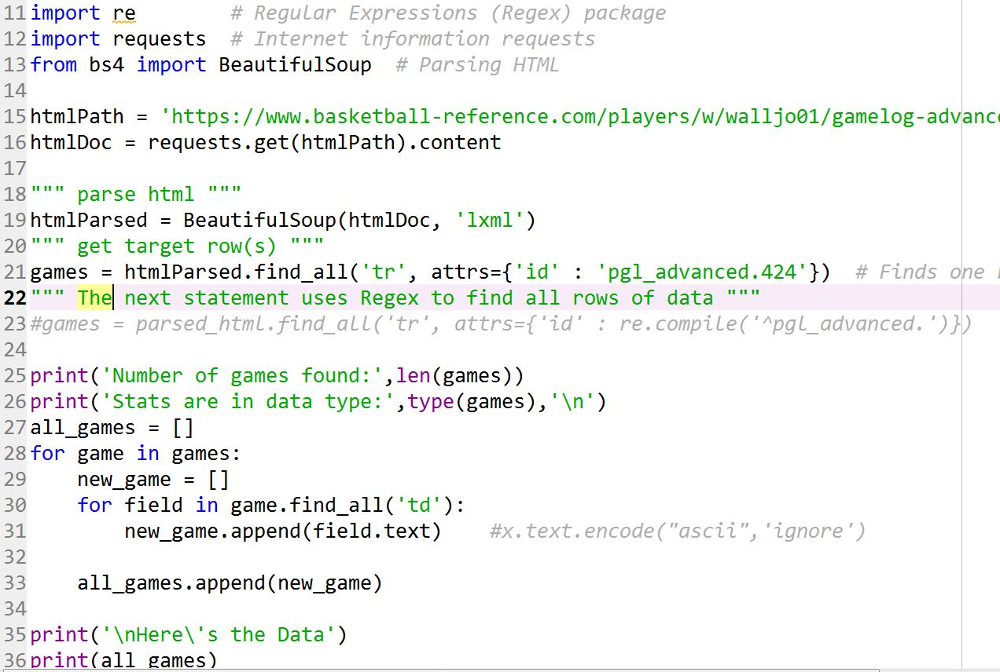 11 import re        # Regular Expressions (Regex) package
12 import requests  # Internet information requests
13 from bs4 import BeautifulSoup  # Parsing HTML
14
15 htmlPath = 'https://www.basketball-reference.com/players/w/walljo01/gamelog-advanc
16 htmlDoc = requests.get(htmlPath).content
17
18 """ parse html """
19 htmlParsed = BeautifulSoup(htmlDoc, 'lxml')
20 """ get target row(s) """
21 games = htmlParsed.find_all('tr', attrs={'id' : 'pgl_advanced.424'})  # Finds one
22 """ The next statement uses Regex to find all rows of data """
23 #games = parsed_html.find_all('tr', attrs={'id' : re.compile('^pgl_advanced.')})
24
25 print('Number of games found:',len(games))
26 print('Stats are in data type:',type(games),'\n')
27 all_games = []
28 for game in games:
29     new_game = []
30     for field in game.find_all('td'):
31         new_game.append(field.text)    #x.text.encode("ascii",'ignore')
32
33     all_games.append(new_game)
34
35 print('\nHere\'s the Data')
36 print(all_games)